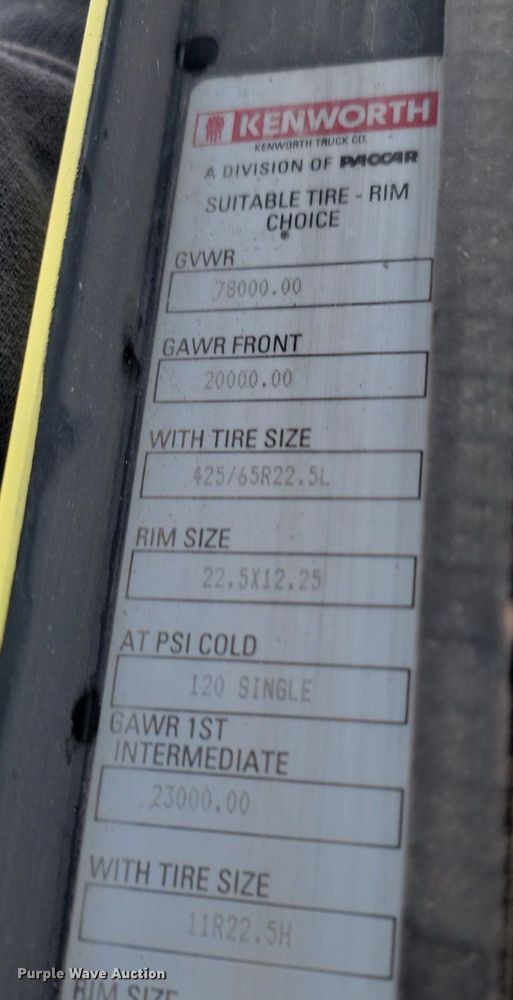 KENWORTH
KENWORTH TRUCK CO.
A DIVISION OF PACCAR
SUITABLE TIRE - RIM
CHOICE
GVWR
78000.00
GAWR FRONT
20000.00
WITH TIRE SIZE
425/65R22.5L
RIM SIZE
22.5X12.25
AT PSI COLD
120 SINGLE
GAWR 1ST
INTERMEDIATE
23000.00
WITH TIRE SIZE
11R22.5H
RIM SIZE
Purple Wave Auction